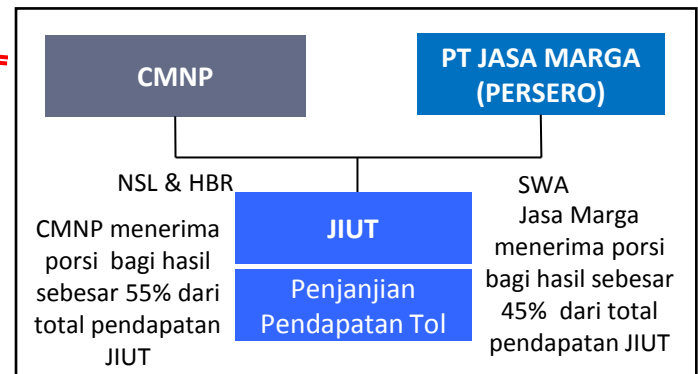 CMNP
PT JASA MARGA
(PERSERO)
NSL & HBR
CMNP menerima
porsi bagi hasil
sebesar 55% dari
total pendapatan
JIUT
JIUT
Penjanjian
Pendapatan Tol
SWA
Jasa Marga
menerima porsi
bagi hasil sebesar
45% dari total
pendapatan JIUT